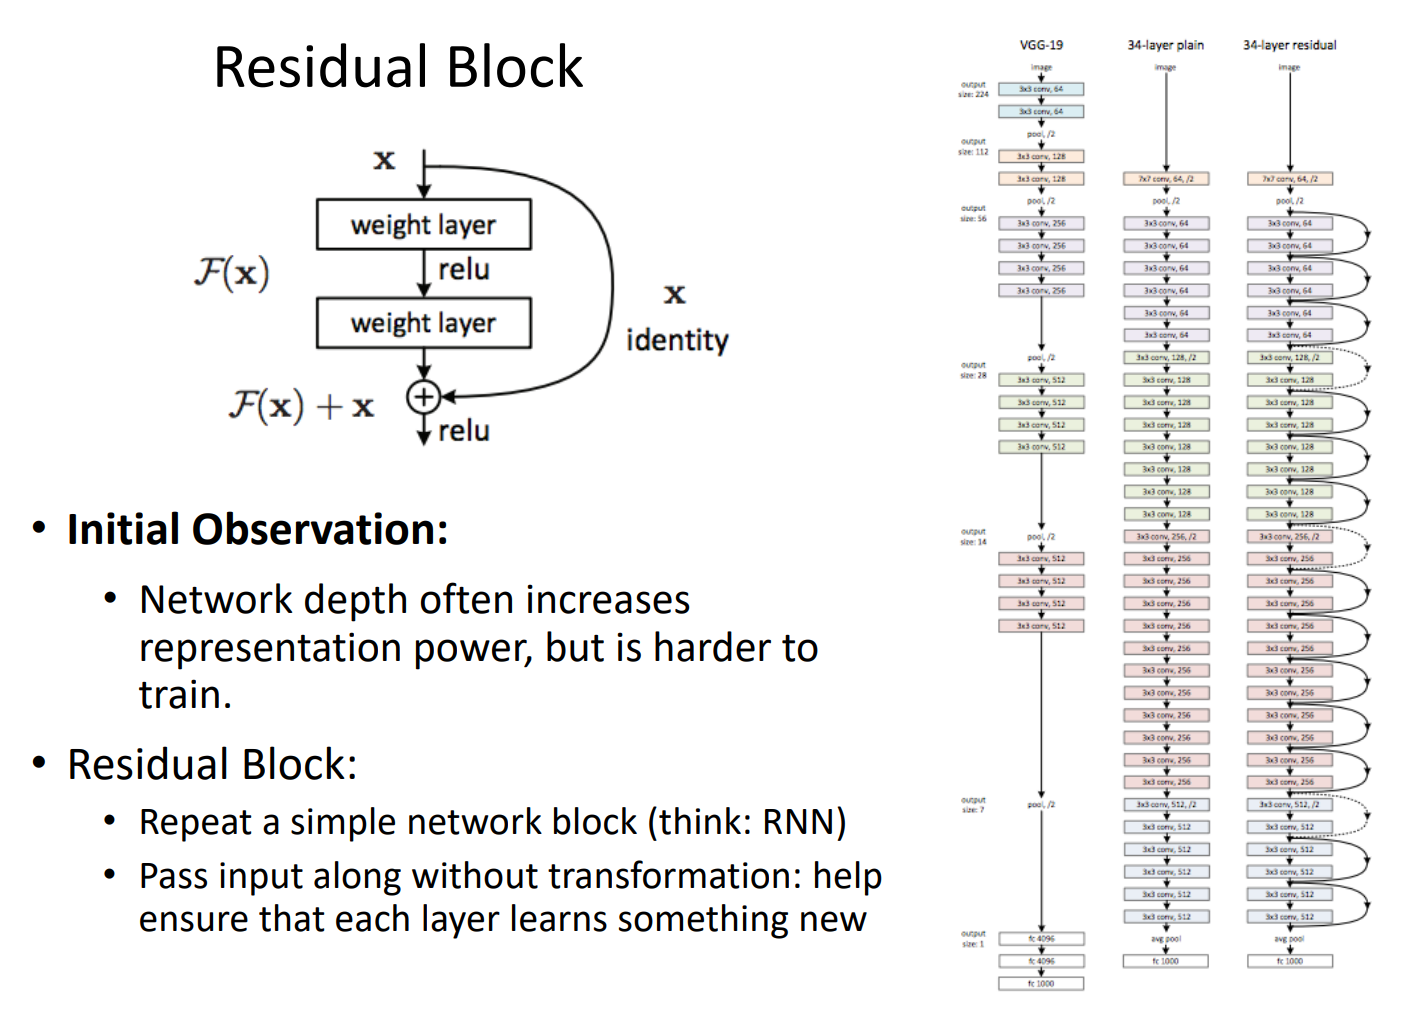 Residual Block
x
weight layer
F(x)
relu
weight layer
x
identity
F(x) + x
relu
• Initial Observation:
• Network depth often increases
representation power, but is harder to
train.
• Residual Block:
• Repeat a simple network block (think: RNN)
• Pass input along without transformation: help
ensure that each layer learns something new
VGG-19
image
output
size: 224
3x3 conv, 64
3x3 conv, 64
pool, /2
output
size: 112
3x3 conv, 128
3x3 conv, 128
pool, /2
output
size: 56
3x3 conv, 256
3x3 conv, 256
3x3 conv, 256
3x3 conv, 256
pool, /2
output
size: 28
3x3 conv, 512
3x3 conv, 512
3x3 conv, 512
3x3 conv, 512
pool, /2
output
size: 14
3x3 conv, 512
3x3 conv, 512
3x3 conv, 512
3x3 conv, 512
pool, /2
output
size: 7
output
size: 1
fc 4096
fc 4096
fc 1000
34-layer plain
image
7x7 conv, 64, /2
pool, /2
3x3 conv, 64
3x3 conv, 64
3x3 conv, 64
3x3 conv, 64
3x3 conv, 64
3x3 conv, 64
3x3 conv, 128, /2
3x3 conv, 128
3x3 conv, 128
3x3 conv, 128
3x3 conv, 128
3x3 conv, 128
3x3 conv, 128
3x3 conv, 128
3x3 conv, 256, /2
3x3 conv, 256
3x3 conv, 256
3x3 conv, 256
3x3 conv, 256
3x3 conv, 256
3x3 conv, 256
3x3 conv, 256
3x3 conv, 256
3x3 conv, 256
3x3 conv, 256
3x3 conv, 256
3x3 conv, 512, /2
3x3 conv, 512
3x3 conv, 512
3x3 conv, 512
3x3 conv, 512
3x3 conv, 512
avg pool
fc 1000
34-layer residual
image
7x7 conv, 64, /2
pool, /2
3x3 conv, 64
3x3 conv, 64
3x3 conv, 64
3x3 conv, 64
3x3 conv, 64
3x3 conv, 64
3x3 conv, 128, /2
3x3 conv, 128
3x3 conv, 128
3x3 conv, 128
3x3 conv, 128
3x3 conv, 128
3x3 conv, 128
3x3 conv, 128
3x3 conv, 256, /2
3x3 conv, 256
3x3 conv, 256
3x3 conv, 256
3x3 conv, 256
3x3 conv, 256
3x3 conv, 256
3x3 conv, 256
3x3 conv, 256
3x3 conv, 256
3x3 conv, 256
3x3 conv, 256
3x3 conv, 512, /2
3x3 conv, 512
3x3 conv, 512
3x3 conv, 512
3x3 conv, 512
3x3 conv, 512
avg pool
fc 1000